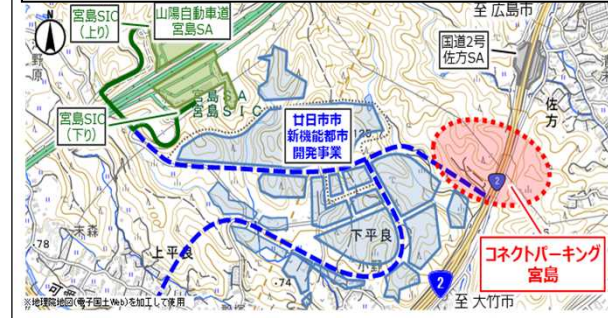 宮島SIC
(上り)
山陽自動車道
宮島SA
至 広島市
国道2号
佐方SA
野
原
宮島SIC
(下り)
宮島SA
宮島SIC
125
廿日市市
新機能都市
開発事業
佐
方
2
末森
78
上平良
下平良
74
コネクトパーキング
宮島
2
至 大竹市
※地理院地図(電子国土Web)を加工して使用